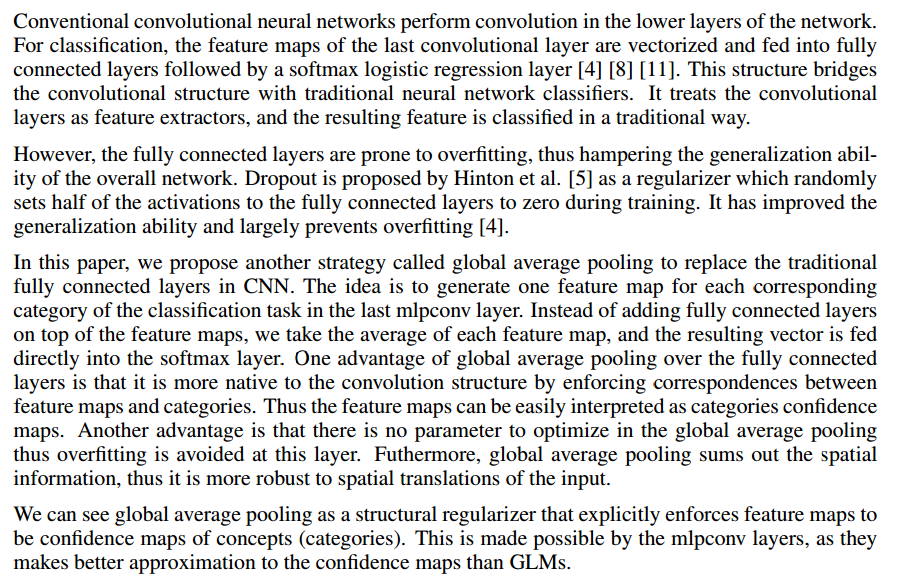 Conventional convolutional neural networks perform convolution in the lower layers of the network.
For classification, the feature maps of the last convolutional layer are vectorized and fed into fully
connected layers followed by a softmax logistic regression layer [4] [8] [11]. This structure bridges
the convolutional structure with traditional neural network classifiers. It treats the convolutional
layers as feature extractors, and the resulting feature is classified in a traditional way.
However, the fully connected layers are prone to overfitting, thus hampering the generalization abil-
ity of the overall network. Dropout is proposed by Hinton et al. [5] as a regularizer which randomly
sets half of the activations to the fully connected layers to zero during training. It has improved the
generalization ability and largely prevents overfitting [4].
In this paper, we propose another strategy called global average pooling to replace the traditional
fully connected layers in CNN. The idea is to generate one feature map for each corresponding
category of the classification task in the last mlpconv layer. Instead of adding fully connected layers
on top of the feature maps, we take the average of each feature map, and the resulting vector is fed
directly into the softmax layer. One advantage of global average pooling over the fully connected
layers is that it is more native to the convolution structure by enforcing correspondences between
feature maps and categories. Thus the feature maps can be easily interpreted as categories confidence
maps. Another advantage is that there is no parameter to optimize in the global average pooling
thus overfitting is avoided at this layer. Futhermore, global average pooling sums out the spatial
information, thus it is more robust to spatial translations of the input.
We can see global average pooling as a structural regularizer that explicitly enforces feature maps to
be confidence maps of concepts (categories). This is made possible by the mlpconv layers, as they
makes better approximation to the confidence maps than GLMs.